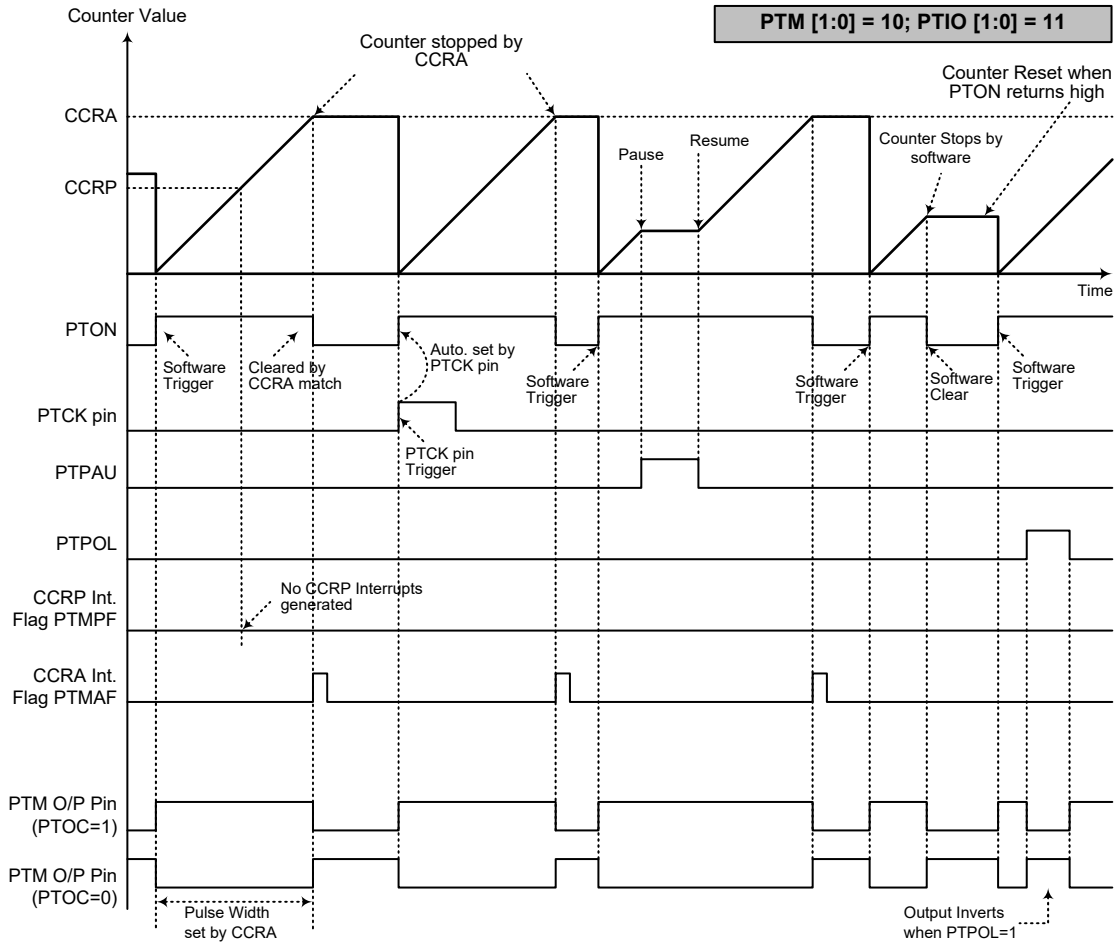 Counter Value
PTM [1:0] = 10; PTIO [1:0] = 11
Counter stopped by
CCRA
Counter Reset when
PTON returns high
CCRA
Pause
Resume
Counter Stops by
software
CCRP
Time
PTON
Software
Trigger
Cleared by
CCRA match
Auto. set by
PTCK pin
Software
Trigger
Software
Trigger
Software
Clear
Software
Trigger
PTCK pin
PTCK pin
Trigger
PTPAU
PTPOL
CCRP Int.
Flag PTMPF
No CCRP Interrupts
generated
CCRA Int.
Flag PTMAF
PTM O/P Pin
(PTOC=1)
PTM O/P Pin
(PTOC=0)
Pulse Width
set by CCRA
Output Inverts
when PTPOL=1